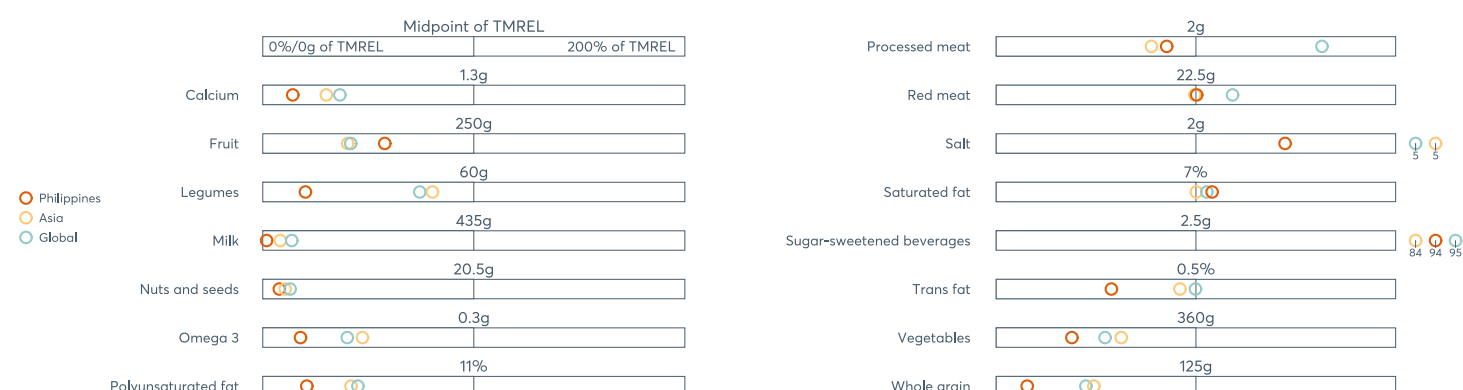 Midpoint of TMREL
0%/0g of TMREL 200% of TMREL
1.3g
Calcium
250g
Fruit
60g
Legumes
435g
Milk
20.5g
Nuts and seeds
0.3g
Omega 3
11%
Polyunsaturated fat
Philippines
Asia
Global
2g
Processed meat
22.5g
Red meat
2g
Salt
5 5
7%
Saturated fat
2.5g
Sugar-sweetened beverages
84 94 95
0.5%
Trans fat
360g
Vegetables
125g
Whole grain